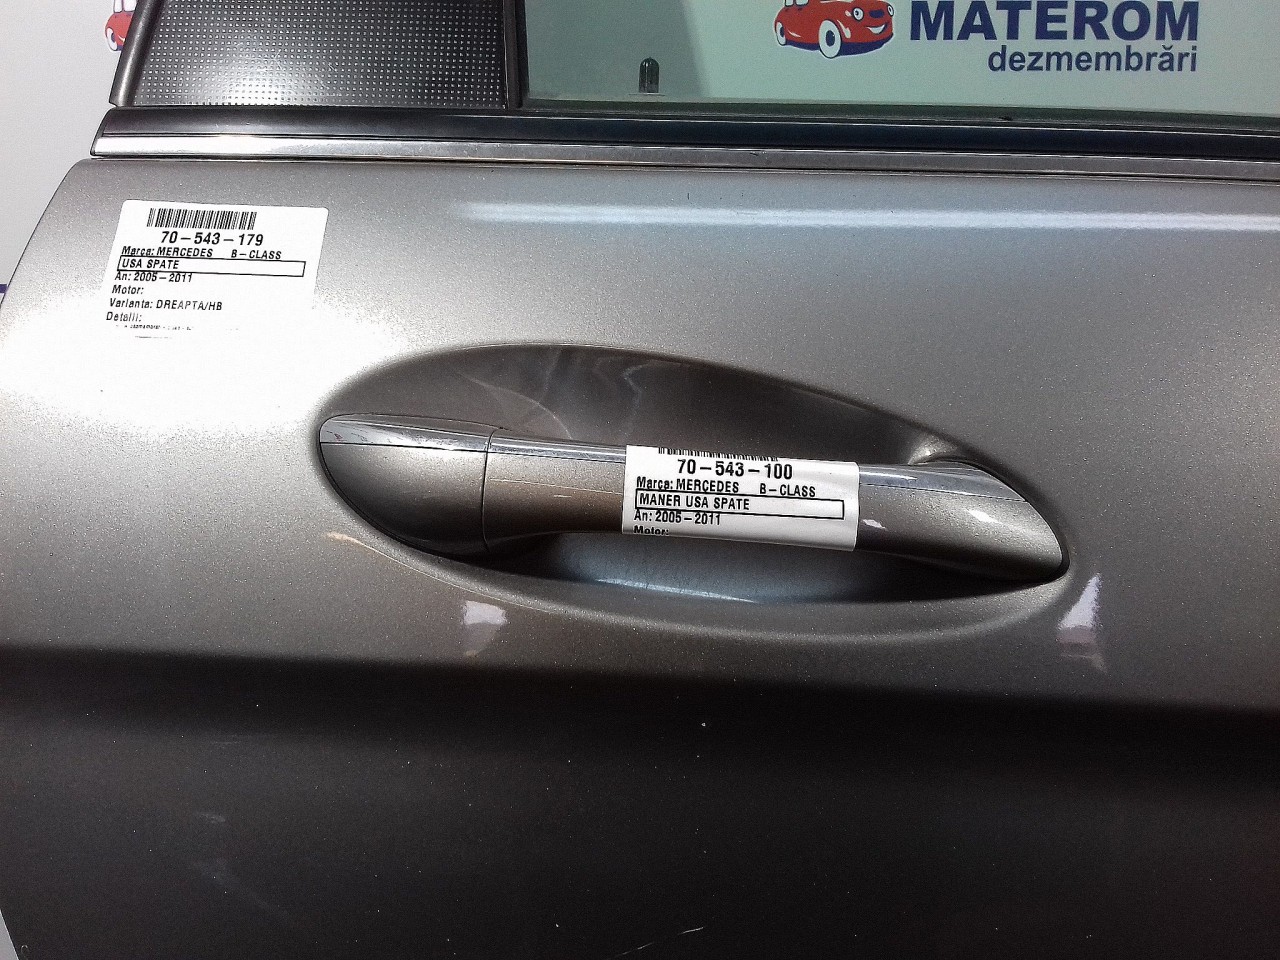 MATEROM
dezmembrări
70-543-179
Marca: MERCEDES B-CLASS
USA SPATE
An: 2005-2011
Motor:
Varianta: DREAPTA/HB
Detalii:
70-543-100
Marca: MERCEDES B-CLASS
MANER USA SPATE
An: 2005-2011
Motor: